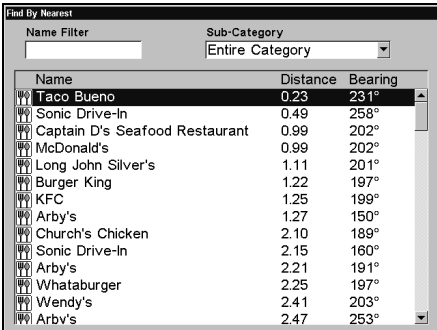 Find By Nearest
Name Filter Sub-Category
Entire Category
Name Distance Bearing
Taco Bueno 0.23 231°
Sonic Drive-In 0.49 258°
Captain D's Seafood Restaurant 0.99 202°
McDonald's 0.99 202°
Long John Silver's 1.11 201°
Burger King 1.22 197°
KFC 1.25 199°
Arby's 1.27 150°
Church's Chicken 2.10 189°
Sonic Drive-In 2.15 160°
Arby's 2.21 191°
Whataburger 2.25 197°
Wendy's 2.41 203°
Arby's 2.47 253°